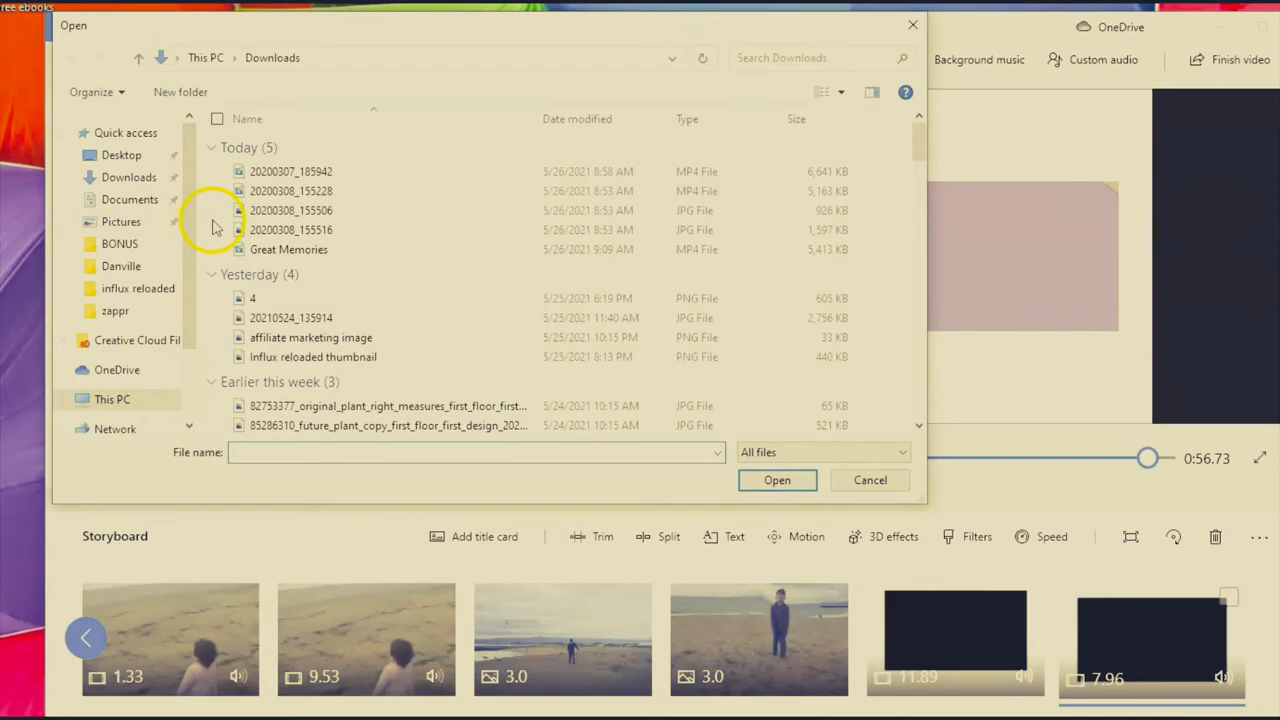 ree ebooks
Open
OneDrive
This PC
Downloads
Search Downloads
Background music
Custom audio
Finish video
Organize
New folder
Name
Date modified
Type
Size
Quick access
Desktop
Downloads
Documents
Pictures
BONUS
Danville
influx reloaded
zappr
Creative Cloud Fil
OneDrive
This PC
Network
Today (5)
20200307_185942 5/26/2021 8:58 AM MP4 File 6,641 KB
20200308_155228 5/26/2021 8:53 AM MP4 File 5,163 KB
20200308_155506 5/26/2021 8:53 AM JPG File 926 KB
20200308_155516 5/26/2021 8:53 AM JPG File 1,597 KB
Great Memories 5/26/2021 9:09 AM MP4 File 5,413 KB
Yesterday (4)
4 5/25/2021 6:19 PM PNG File 605 KB
20210524_135914 5/25/2021 11:40 AM JPG File 2,756 KB
affiliate marketing image 5/25/2021 10:15 PM PNG File 33 KB
Influx reloaded thumbnail 5/25/2021 8:13 PM PNG File 440 KB
Earlier this week (3)
82753377_original_plant_right_measures_first_floor_first... 5/24/2021 10:15 AM JPG File 65 KB
85286310_future_plant_copy_first_floor_first_design_202... 5/24/2021 10:15 AM JPG File 521 KB
File name:
All files
Open
Cancel
0:56.73
Storyboard
Add title card
Trim
Split
Text
Motion
3D effects
Filters
Speed
1.33
9.53
3.0
3.0
11.89
7.96